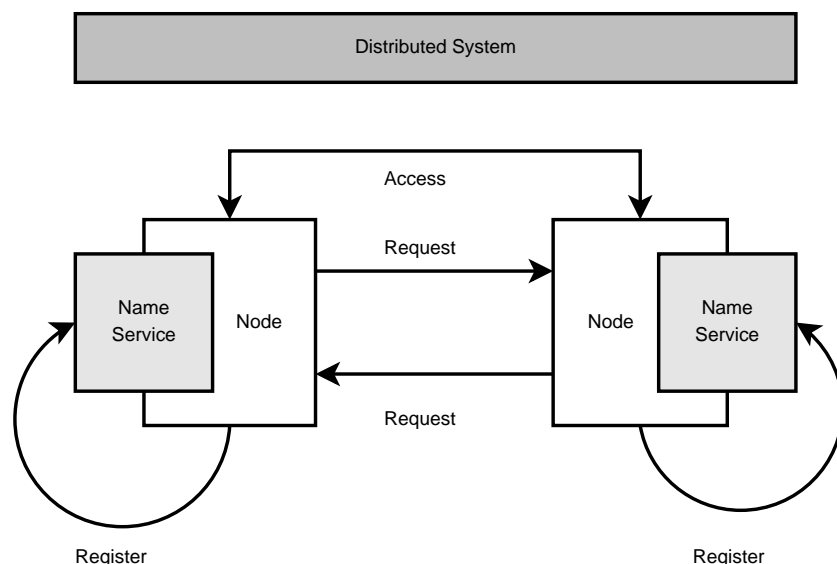 Distributed System
Access
Request
Name
Service
Node
Node
Name
Service
Request
Register
Register